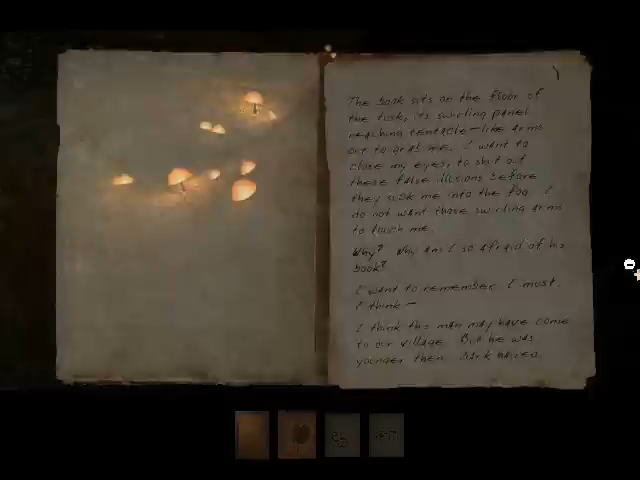 The book sits on the floor of
the tusk, its swirling panel
reaching tentacle-like arms
out to grab me. I want to
close my eyes, to shut out
these false illusions before
they suck me into the fog. I
do not want those swirling arms
to touch me.
Why? Why am I so afraid of his
book?
I want to remember. I must.
I think—
I think this man may have come
to our village. But he was
younger then. Dark haired.